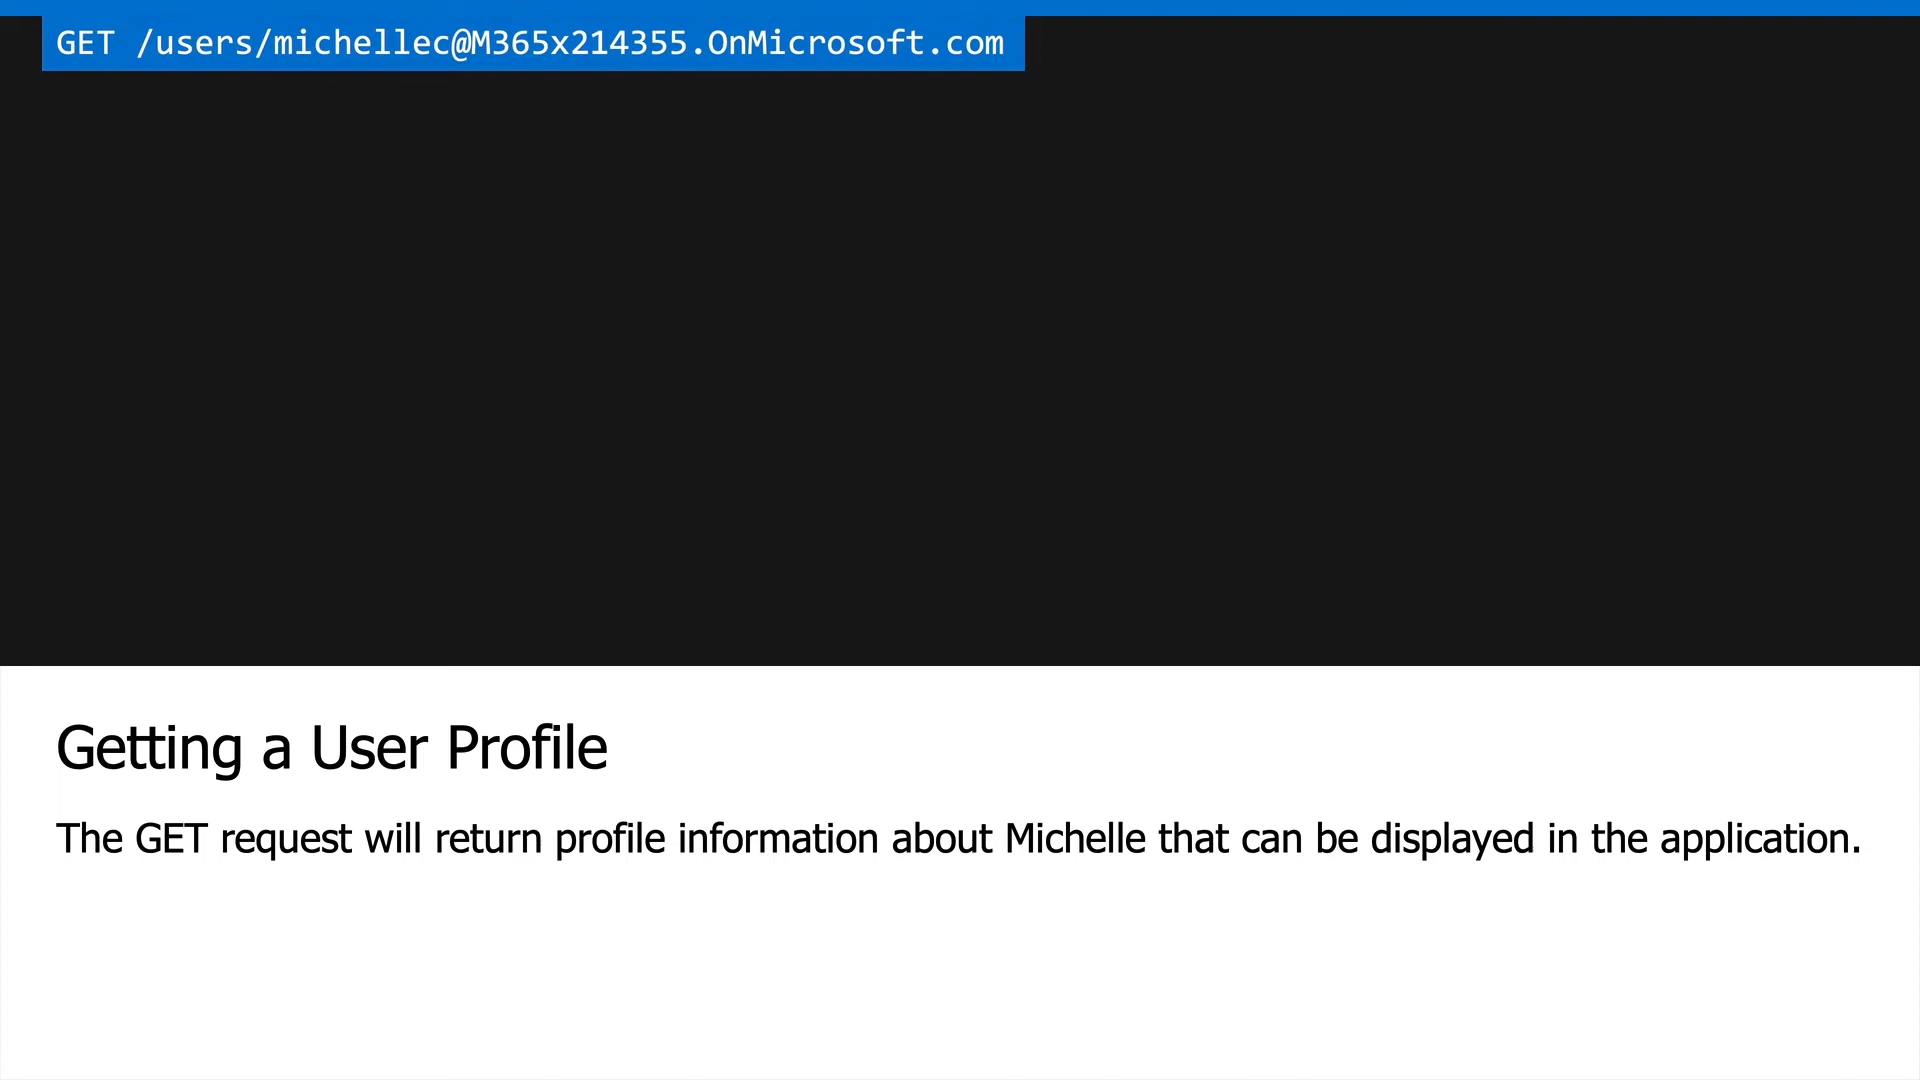 GET /users/michellec@M365x214355.OnMicrosoft.com
Getting a User Profile
The GET request will return profile information about Michelle that can be displayed in the application.